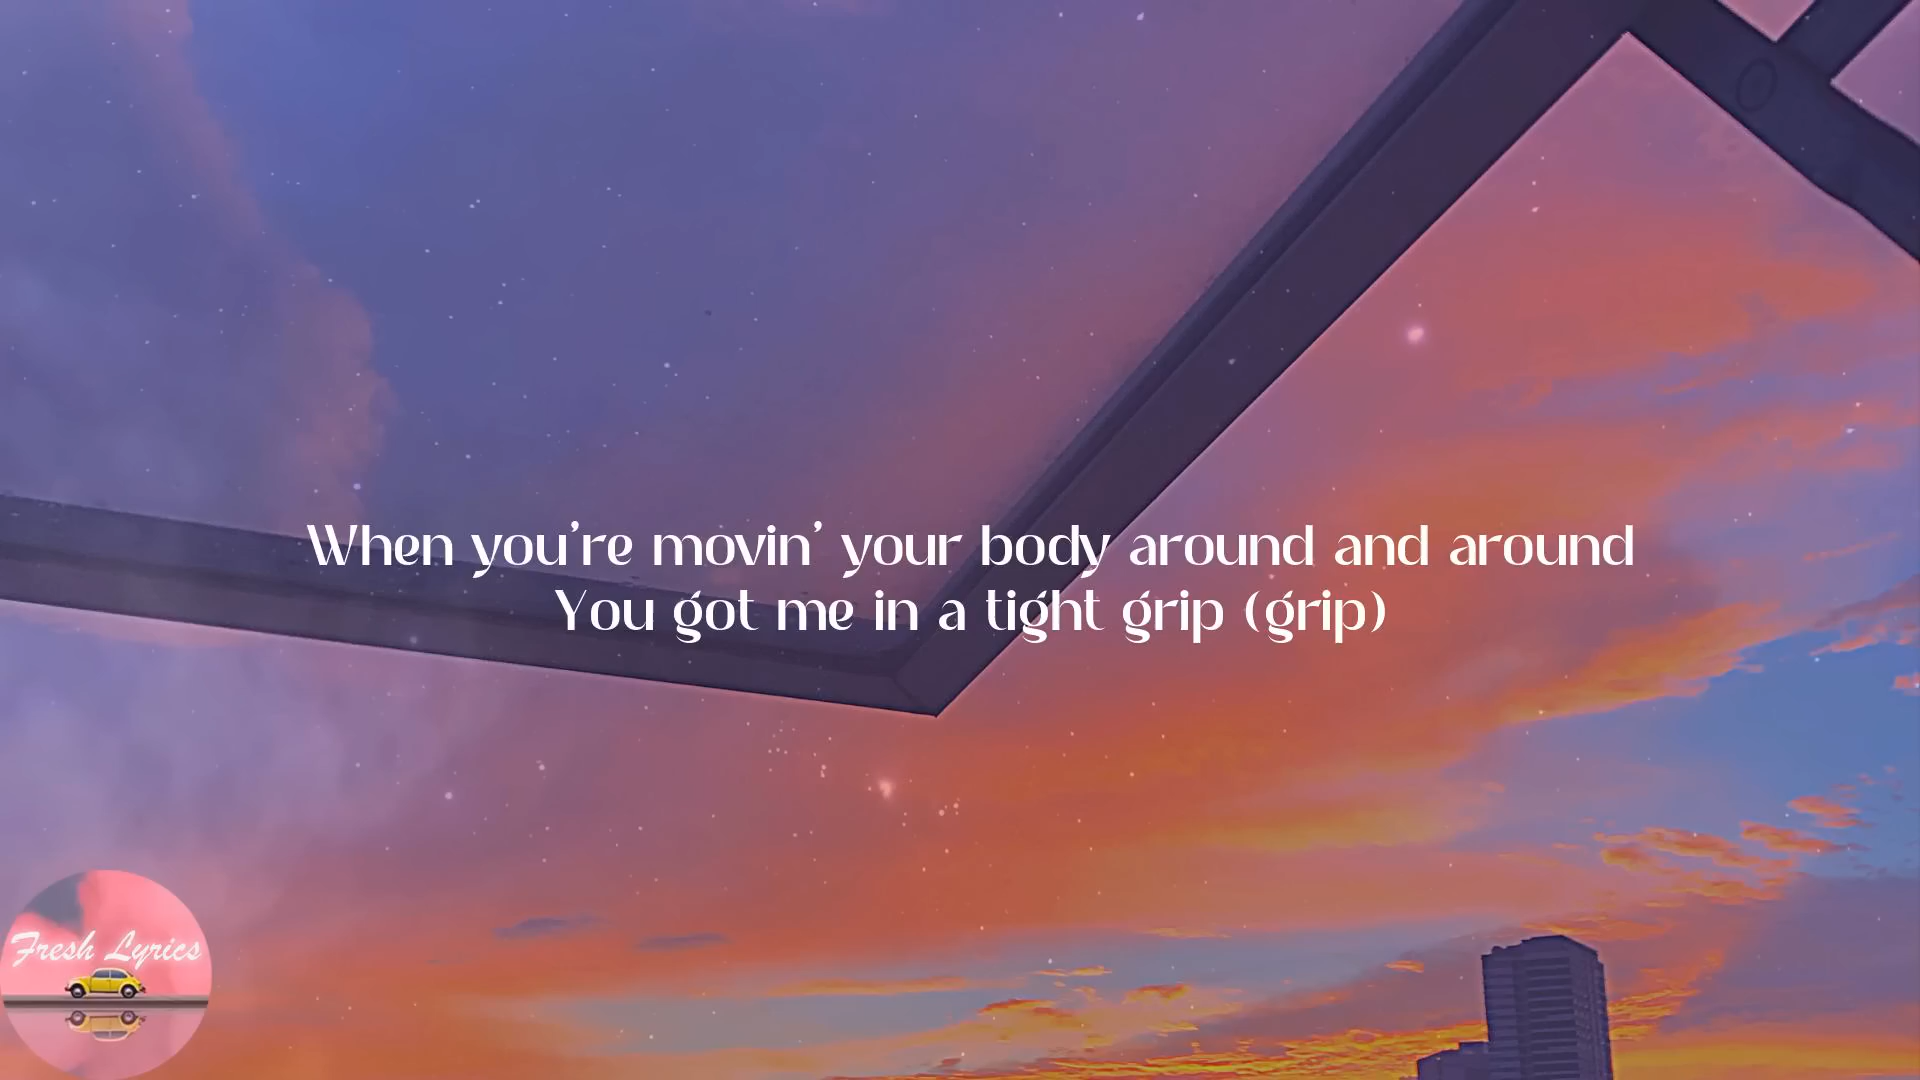 When you're movin' your body around and around
You got me in a tight grip (grip)
Fresh Lyrics